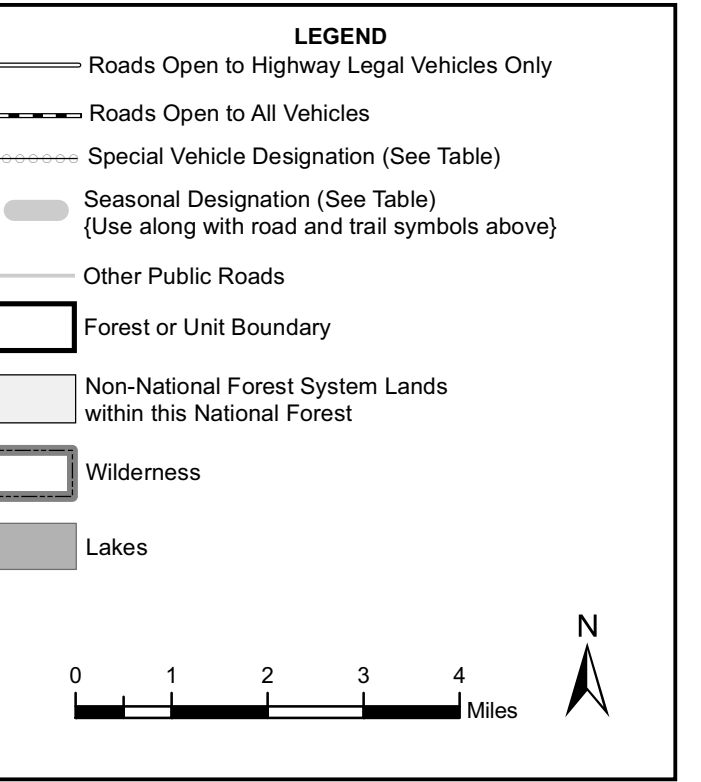 LEGEND
Roads Open to Highway Legal Vehicles Only
Roads Open to All Vehicles
Special Vehicle Designation (See Table)
Seasonal Designation (See Table)
{Use along with road and trail symbols above}
Other Public Roads
Forest or Unit Boundary
Non-National Forest System Lands
within this National Forest
Wilderness
Lakes
N
0 1 2 3 4
Miles